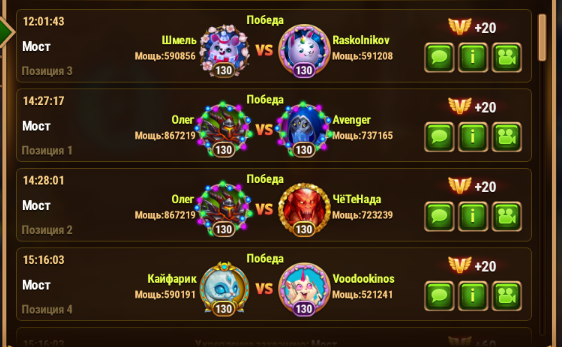 12:01:43
Мост
Позиция 3
Победа
Шмель
Мощь:590856
130
VS
Raskolnikov
Мощь:591208
130
+20
14:27:17
Мост
Позиция 1
Победа
Олег
Мощь:867219
130
VS
Avenger
Мощь:737165
130
+20
14:28:01
Мост
Позиция 2
Победа
Олег
Мощь:867219
130
VS
ЧёТеНада
Мощь:723239
130
+20
15:16:03
Мост
Позиция 4
Победа
Кайфарик
Мощь:590191
130
VS
Voodookinos
Мощь:521241
130
+20
15:16:03